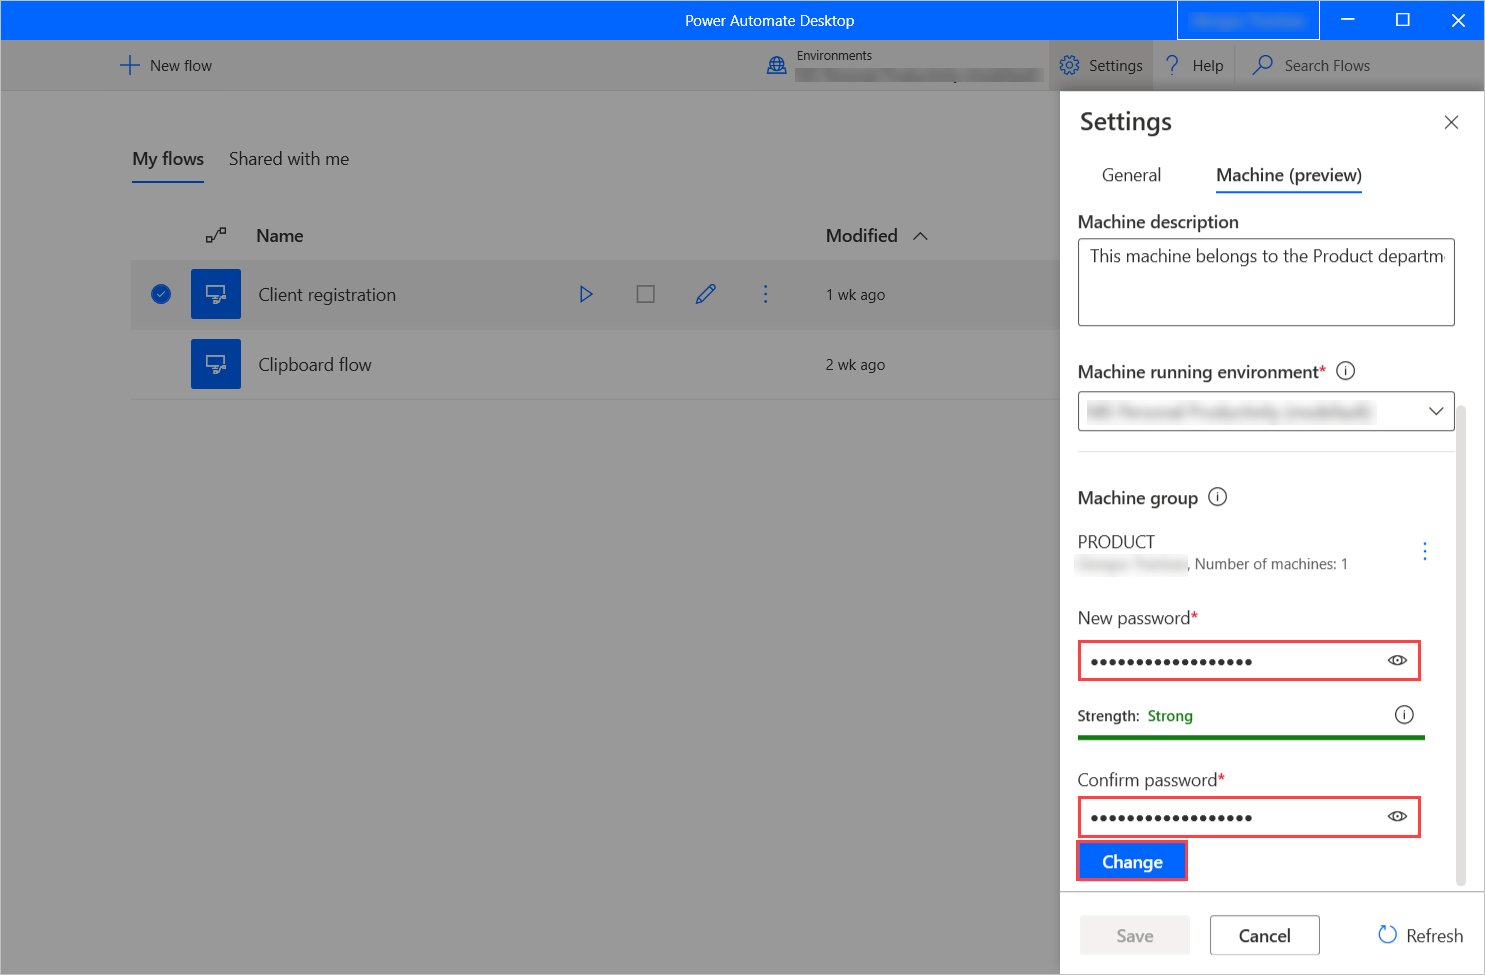 Power Automate Desktop
New flow
Environments
Settings
Help
Search Flows
My flows
Shared with me
Name
Modified
Client registration
1 wk ago
Clipboard flow
2 wk ago
Settings
General
Machine (preview)
Machine description
This machine belongs to the Product departm
Machine running environment*
Machine group
PRODUCT
, Number of machines: 1
New password*
••••••••••••••••••
Strength: Strong
Confirm password*
••••••••••••••••••
Change
Save
Cancel
Refresh